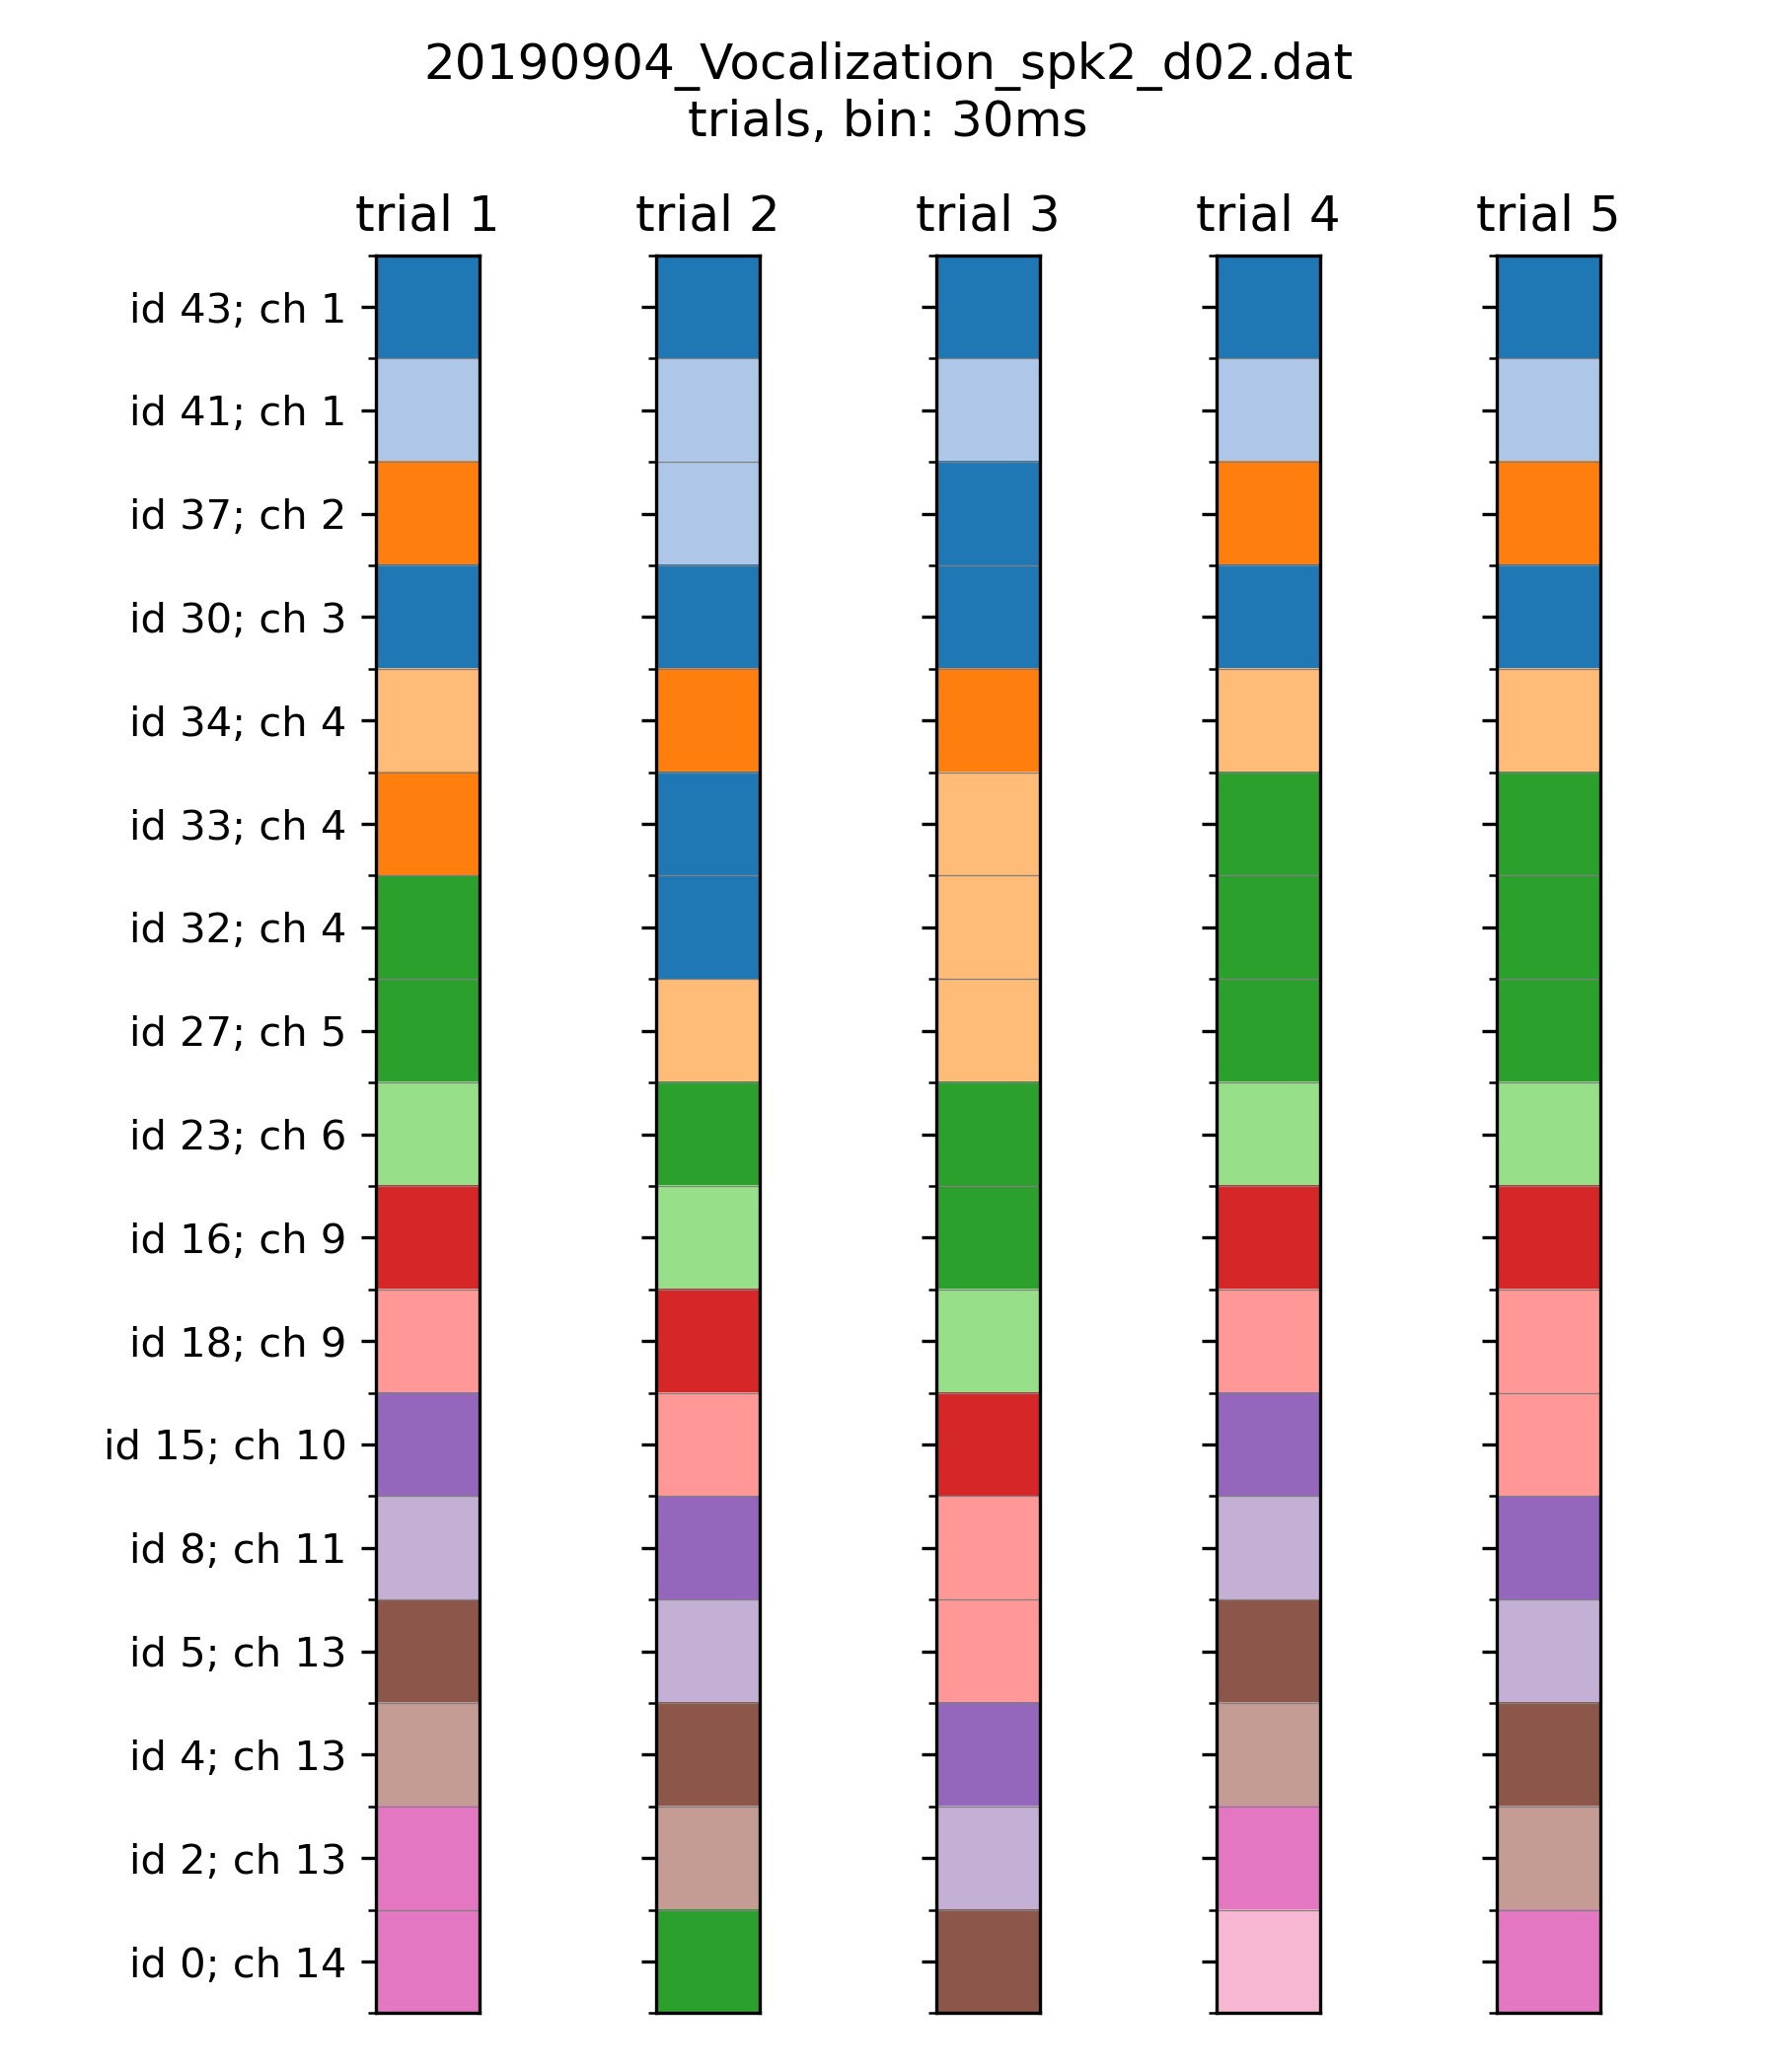 20190904_Vocalization_spk2_d02.dat
trials, bin: 30ms
trial 1 trial 2 trial 3 trial 4 trial 5
id 43; ch 1
id 41; ch 1
id 37; ch 2
id 30; ch 3
id 34; ch 4
id 33; ch 4
id 32; ch 4
id 27; ch 5
id 23; ch 6
id 16; ch 9
id 18; ch 9
id 15; ch 10
id 8; ch 11
id 5; ch 13
id 4; ch 13
id 2; ch 13
id 0; ch 14